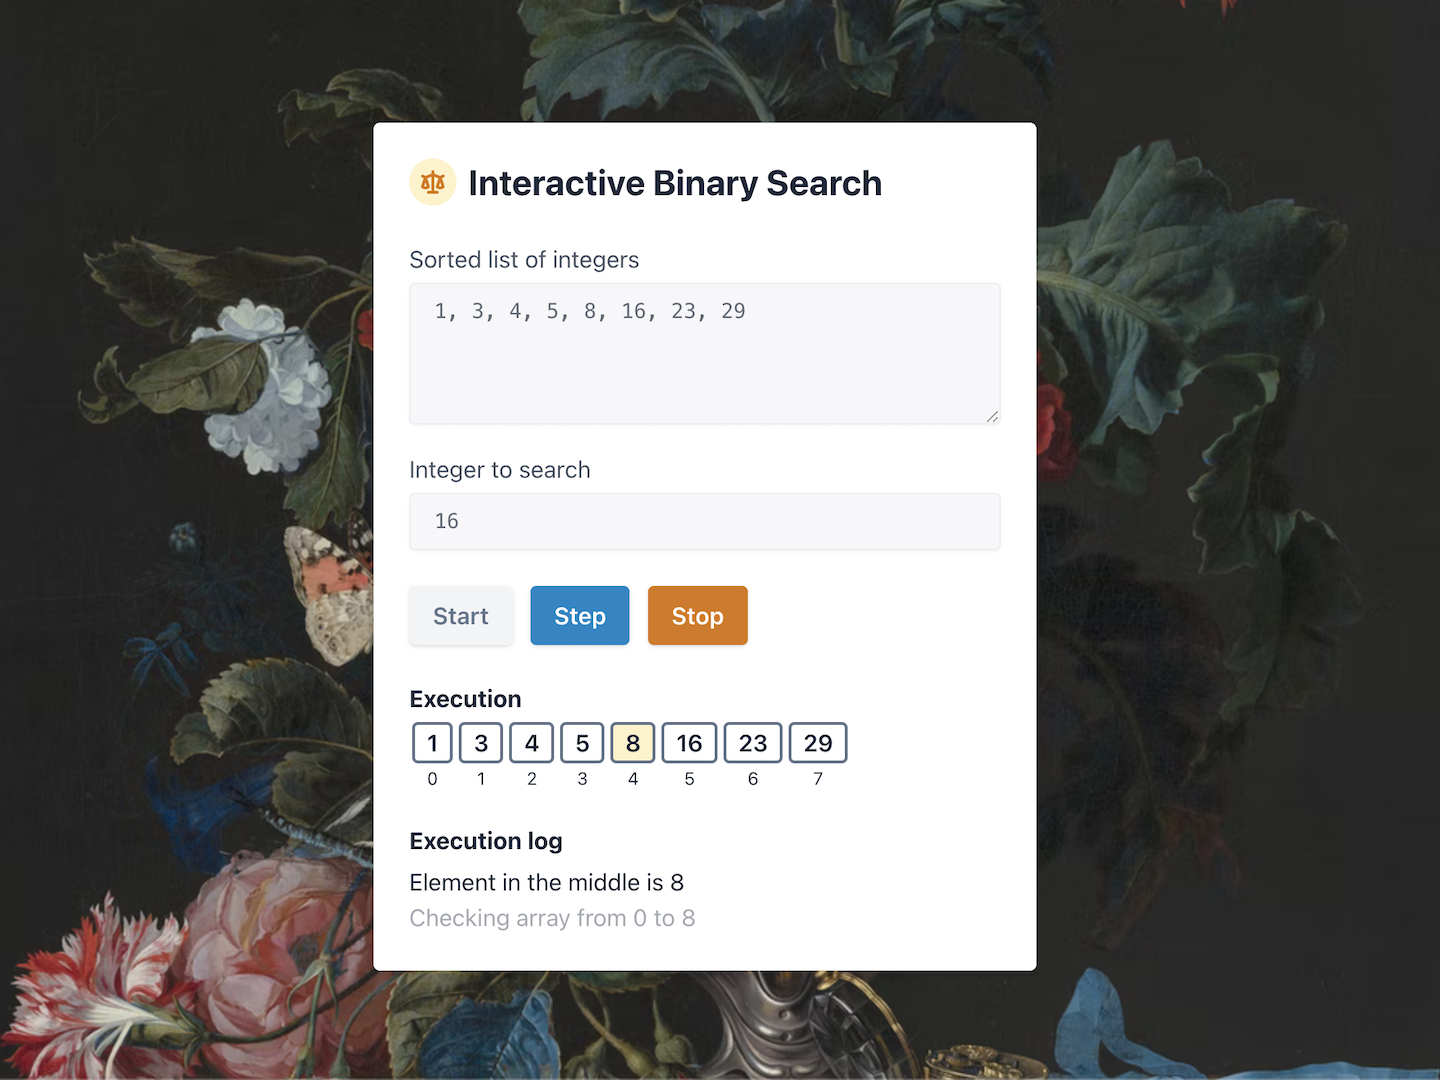 Interactive Binary Search
Sorted list of integers
1, 3, 4, 5, 8, 16, 23, 29
Integer to search
16
Start Step Stop
Execution
1 3 4 5 8 16 23 29
0 1 2 3 4 5 6 7
Execution log
Element in the middle is 8
Checking array from 0 to 8